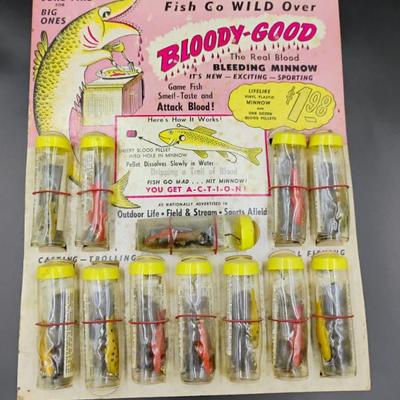 FOR
BIG
ONES
Fish Go WILD Over
BLOODY-GOOD
The Real Blood
BLEEDING MINNOW
IT'S NEW - EXCITING - SPORTING
Game Fish
Smell-Taste and
Attack Blood!
LIFELIKE
VINYL PLASTIC
MINNOW
AND
ONE DOZEN
BLOOD PELLETS
$1.98
Here's How It Works!
BLOOD PELLET
INTO HOLE IN MINNOW
Pellet Dissolves Slowly in Water
Dripping a Trail of Blood
FISH GO MAD... HIT MINNOW!
YOU GET A-C-T-I-O-N!
AS NATIONALLY ADVERTISED IN
Outdoor Life - Field & Stream - Sports Afield
CASTING - TROLLING
FISHING